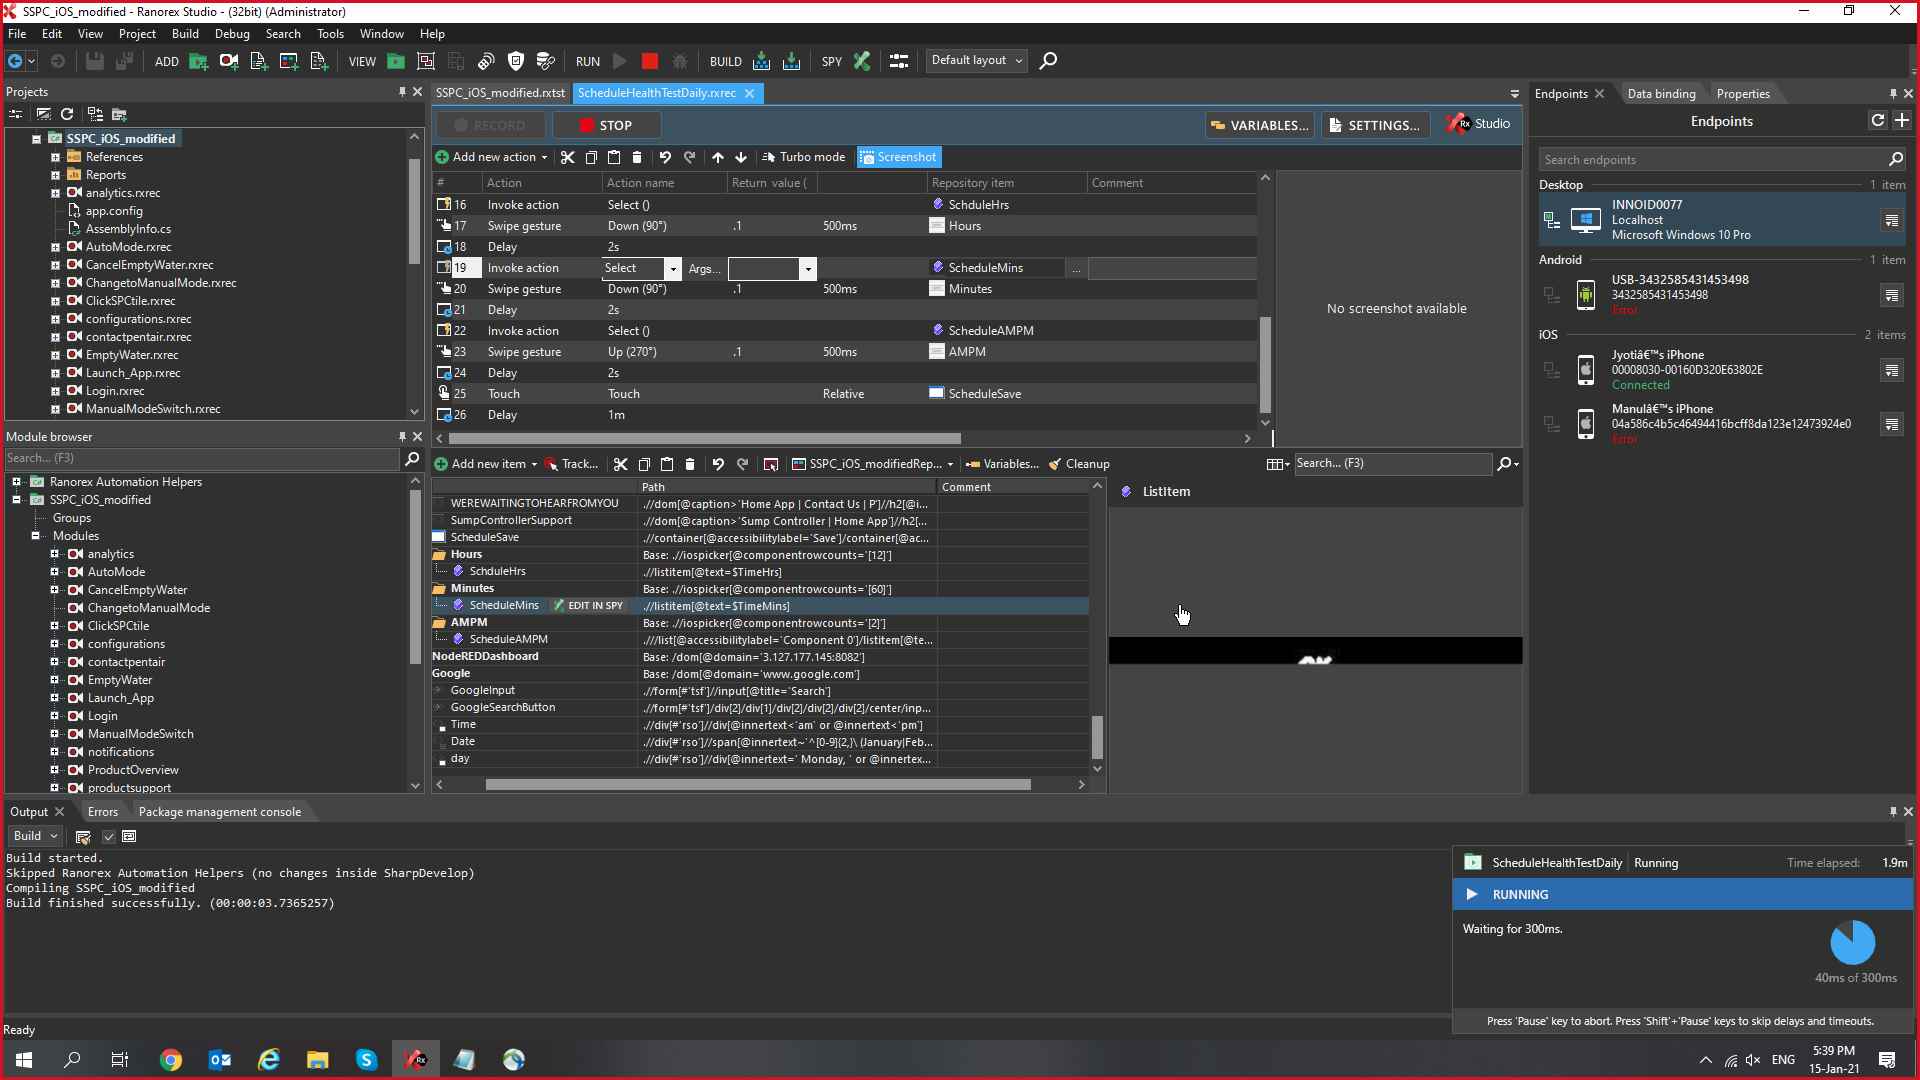 SSPC_iOS_modified - Ranorex Studio - (32bit) (Administrator)
File Edit View Project Build Debug Search Tools Window Help
ADD VIEW RUN BUILD SPY Default layout
Projects
SSPC_iOS_modified
References
Reports
analytics.rxrec
app.config
AssemblyInfo.cs
AutoMode.rxrec
CancelEmptyWater.rxrec
ChangetoManualMode.rxrec
ClickSPCtile.rxrec
configurations.rxrec
contactpentair.rxrec
EmptyWater.rxrec
Launch_App.rxrec
Login.rxrec
ManualModeSwitch.rxrec
Module browser
Search... (F3)
Ranorex Automation Helpers
SSPC_iOS_modified
Groups
Modules
analytics
AutoMode
CancelEmptyWater
ChangetoManualMode
ClickSPCtile
configurations
contactpentair
EmptyWater
Launch_App
Login
ManualModeSwitch
notifications
ProductOverview
productsupport
SSPC_iOS_modified.rxtst ScheduleHealthTestDaily.rxrec
RECORD STOP VARIABLES... SETTINGS... Rx Studio
Add new action Turbo mode Screenshot
# Action Action name Return value ( Repository item Comment
16 Invoke action Select () SchduleHrs
17 Swipe gesture Down (90°) .1 500ms Hours
18 Delay 2s
19 Invoke action Select Args... ScheduleMins ...
20 Swipe gesture Down (90°) .1 500ms Minutes
21 Delay 2s
22 Invoke action Select () ScheduleAMPM
23 Swipe gesture Up (270°) .1 500ms AMPM
24 Delay 2s
25 Touch Touch Relative ScheduleSave
26 Delay 1m
No screenshot available
Add new item Track... SSPC_iOS_modifiedRep... Variables... Cleanup Search... (F3)
Path Comment
WEREWAITINGTOHEARFROMYOU .//dom[@caption>'Home App | Contact Us | P']//h2[@i...
SumpControllerSupport .//dom[@caption>'Sump Controller | Home App']//h2[...
ScheduleSave .//container[@accessibilitylabel='Save']/container[@ac...
Hours Base: .//iospicker[@componentrowcounts='[12]']
SchduleHrs .//listitem[@text=$TimeHrs]
Minutes Base: .//iospicker[@componentrowcounts='[60]']
ScheduleMins EDIT IN SPY .//listitem[@text=$TimeMins]
AMPM Base: .//iospicker[@componentrowcounts='[2]']
ScheduleAMPM .///list[@accessibilitylabel='Component 0']/listitem[@te...
NodeREDDashboard Base: /dom[@domain='3.127.177.145:8082']
Google Base: /dom[@domain='www.google.com']
GoogleInput .//form[#'tsf']//input[@title='Search']
GoogleSearchButton .//form[#'tsf']/div[2]/div[1]/div[2]/div[2]/div[2]/center/inp...
Time .//div[#'rso']//div[@innertext<'am' or @innertext<'pm']
Date .//div[#'rso']//span[@innertext~'^[0-9]{2,}\ (January|Feb...
day .//div[#'rso']//div[@innertext=' Monday, ' or @innertex...
ListItem
Endpoints Data binding Properties
Endpoints
Search endpoints
Desktop 1 item
INNOID0077
Localhost
Microsoft Windows 10 Pro
Android 1 item
USB-3432585431453498
3432585431453498
Error
iOS 2 items
Jyotiâ€™s iPhone
00008030-00160D320E63802E
Connected
Manulâ€™s iPhone
04a586c4b5c46494416bcff8da123e12473924e0
Error
Output Errors Package management console
Build
Build started.
Skipped Ranorex Automation Helpers (no changes inside SharpDevelop)
Compiling SSPC_iOS_modified
Build finished successfully. (00:00:03.7365257)
ScheduleHealthTestDaily Running Time elapsed: 1.9m
RUNNING
Waiting for 300ms.
40ms of 300ms
Press 'Pause' key to abort. Press 'Shift'+'Pause' keys to skip delays and timeouts.
Ready
ENG
5:39 PM
15-Jan-21